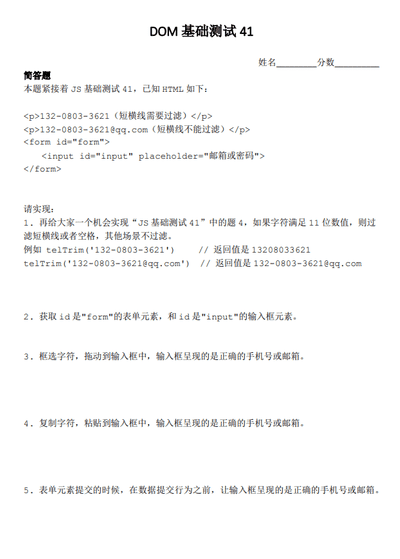 DOM 基础测试 41
姓名________分数_________
简答题
本题紧接着 JS 基础测试 41，已知 HTML 如下：
<p>132-0803-3621（短横线需要过滤）</p>
<p>132-0803-3621@qq.com（短横线不能过滤）</p>
<form id="form">
<input id="input" placeholder="邮箱或密码">
</form>
请实现：
1. 再给大家一个机会实现“JS 基础测试 41”中的题 4，如果字符满足 11 位数值，则过
滤短横线或者空格，其他场景不过滤。
例如 telTrim('132-0803-3621') // 返回值是 13208033621
telTrim('132-0803-3621@qq.com') // 返回值是 132-0803-3621@qq.com
2. 获取 id 是"form"的表单元素，和 id 是"input"的输入框元素。
3. 框选字符，拖动到输入框中，输入框呈现的是正确的手机号或邮箱。
4. 复制字符，粘贴到输入框中，输入框呈现的是正确的手机号或邮箱。
5. 表单元素提交的时候，在数据提交行为之前，让输入框呈现的是正确的手机号或邮箱。